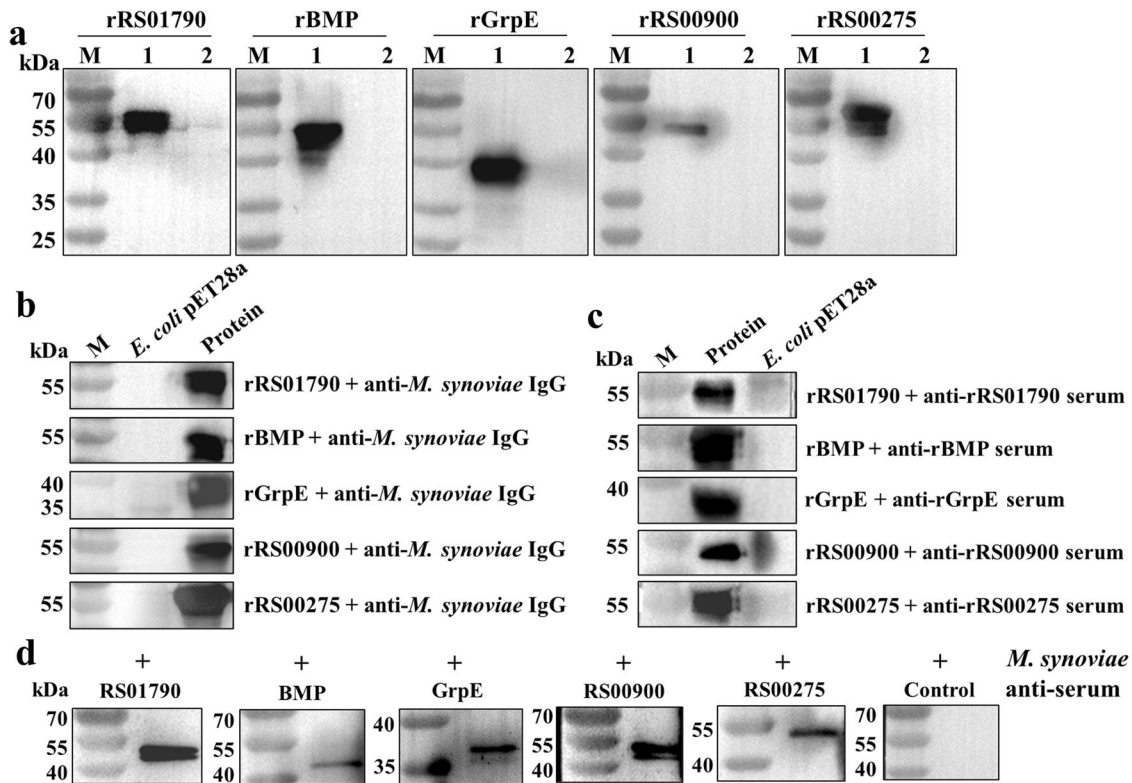 a
rRS01790 rBMP rGrpE rRS00900 rRS00275
M 1 2 M 1 2 M 1 2 M 1 2 M 1 2
kDa
70
55
40
35
25
b
kDa M E. coli pET28a Protein
55 rRS01790 + anti-M. synoviae IgG
55 rBMP + anti-M. synoviae IgG
40
35 rGrpE + anti-M. synoviae IgG
55 rRS00900 + anti-M. synoviae IgG
55 rRS00275 + anti-M. synoviae IgG
c
kDa M Protein E. coli pET28a
55 rRS01790 + anti-rRS01790 serum
55 rBMP + anti-rBMP serum
40 rGrpE + anti-rGrpE serum
55 rRS00900 + anti-rRS00900 serum
55 rRS00275 + anti-rRS00275 serum
d
+ + + + + + M. synoviae
kDa RS01790 BMP GrpE RS00900 RS00275 Control anti-serum
70 70 40 70 55 70
55 55 35 55 40 55
40 40 40 40